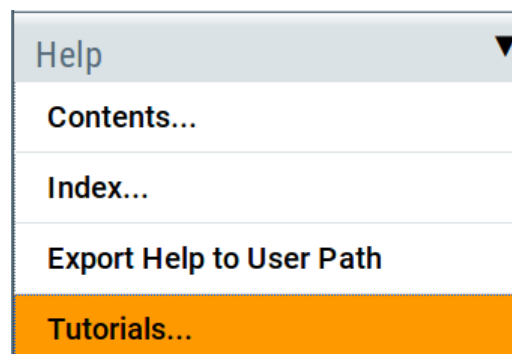 Help
Contents...
Index...
Export Help to User Path
Tutorials...